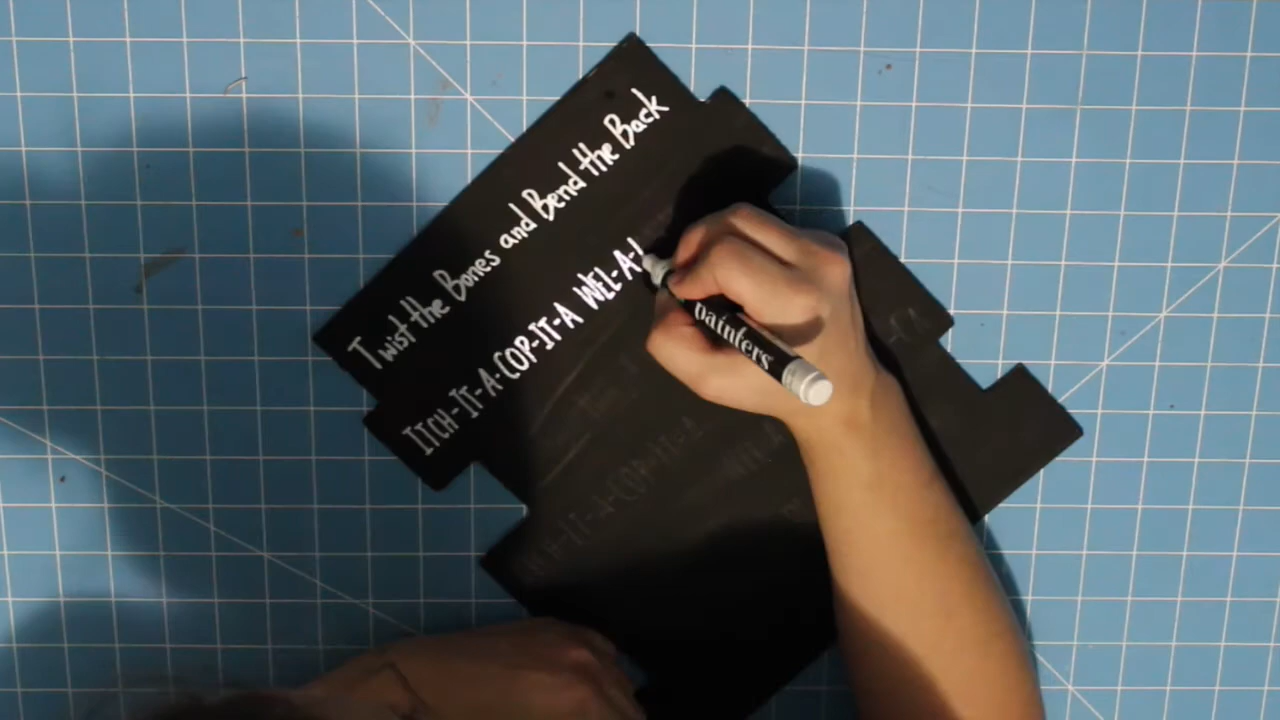 Twist the Bones and Bend the Back
ITCH-IT-A-COP-IT-A WEL-A-
painters